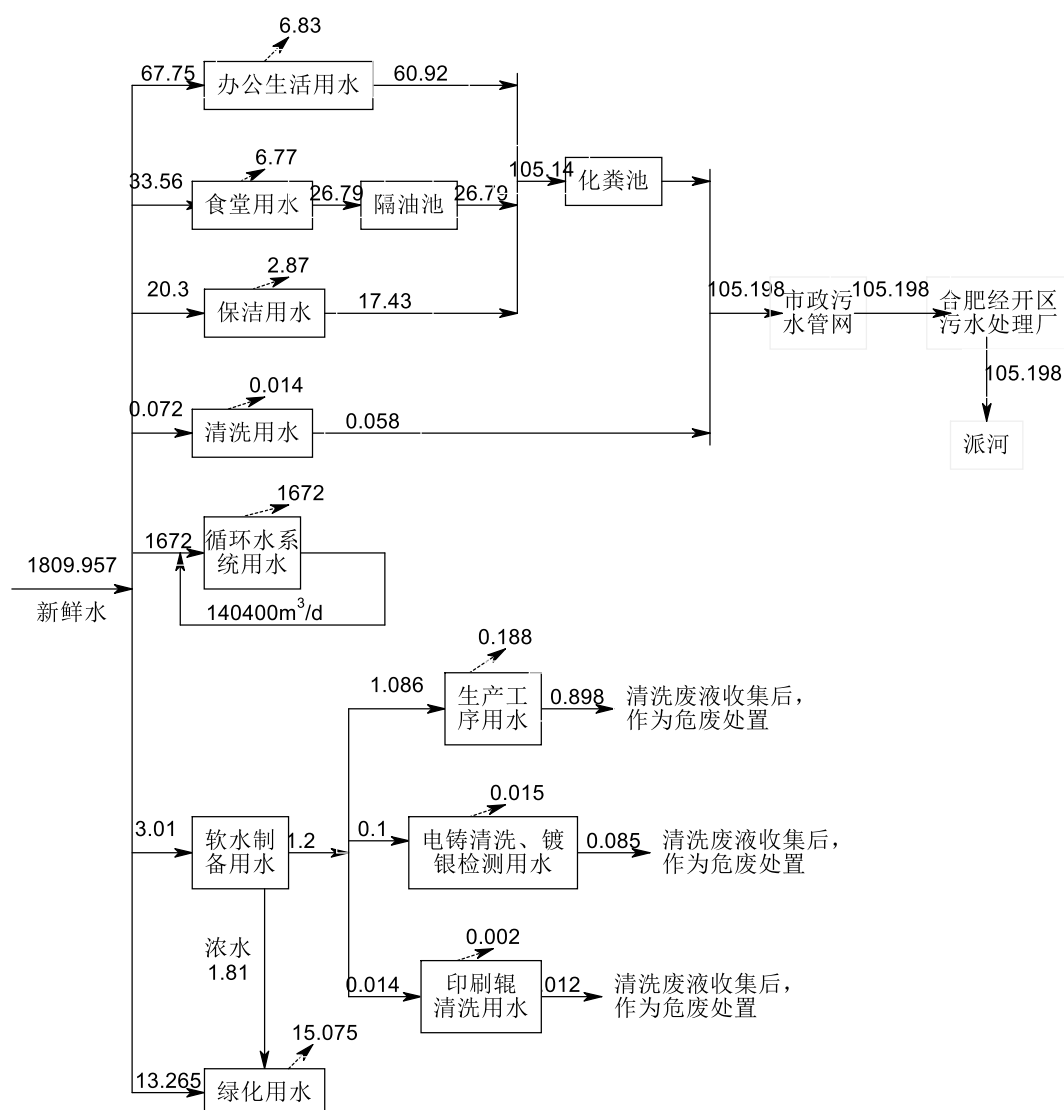 6.83
67.75
办公生活用水
60.92
6.77
33.56
食堂用水
26.79
隔油池
26.79
105.14
化粪池
2.87
20.3
保洁用水
17.43
105.198
市政污
水管网
105.198
合肥经开区
污水处理厂
105.198
派河
0.014
0.072
清洗用水
0.058
1672
1672
循环水系
统用水
140400m³/d
1809.957
新鲜水
0.188
1.086
生产工
序用水
0.898
清洗废液收集后，
作为危废处置
3.01
软水制
备用水
1.2
0.015
0.1
电铸清洗、镀
银检测用水
0.085
清洗废液收集后，
作为危废处置
浓水
1.81
0.002
0.014
印刷辊
清洗用水
012
清洗废液收集后，
作为危废处置
15.075
13.265
绿化用水